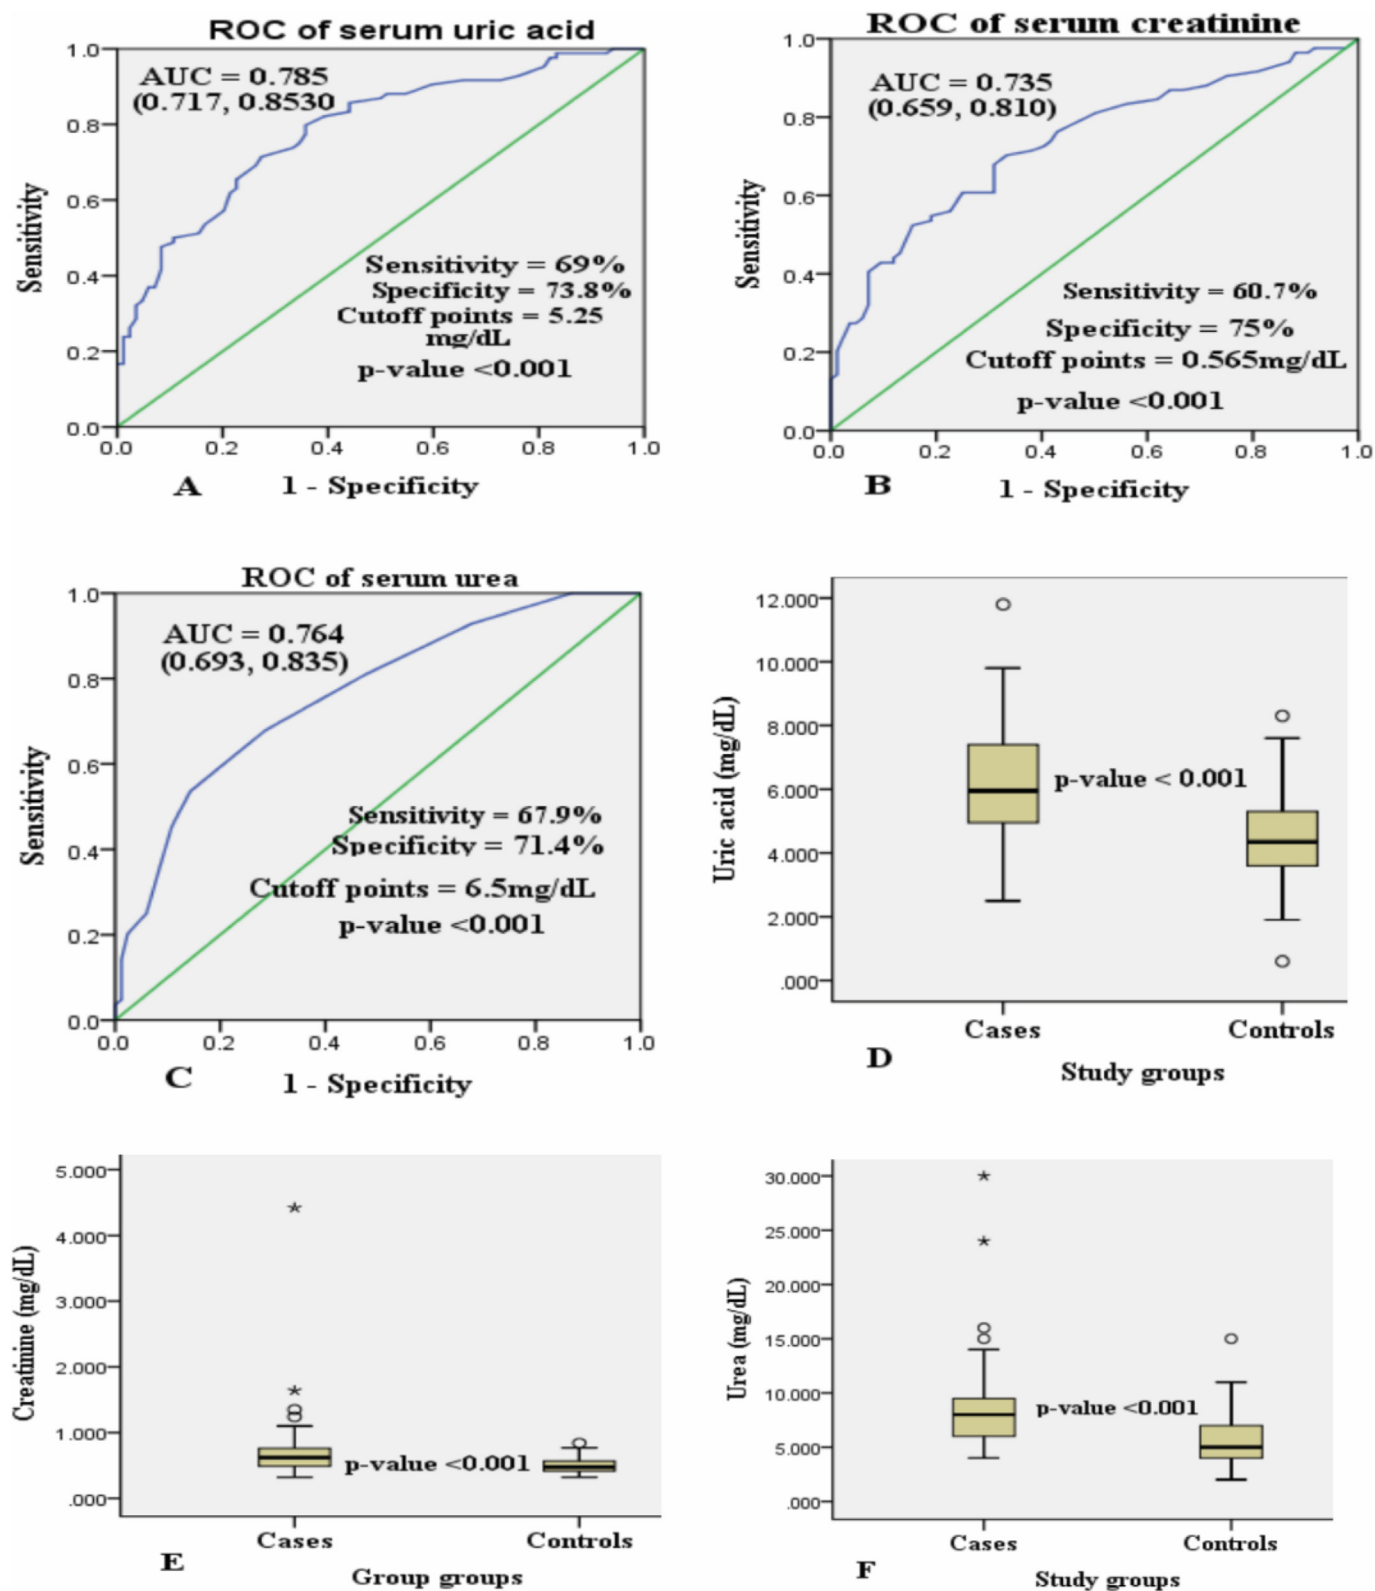 ROC of serum uric acid
AUC = 0.785
(0.717, 0.8530
Sensitivity = 69%
Specificity = 73.8%
Cutoff points = 5.25
mg/dL
p-value <0.001
Sensitivity
1.0
0.8
0.6
0.4
0.2
0.0
0.0 0.2 0.4 0.6 0.8 1.0
A 1 - Specificity
ROC of serum creatinine
AUC = 0.735
(0.659, 0.810)
Sensitivity = 60.7%
Specificity = 75%
Cutoff points = 0.565mg/dL
p-value <0.001
Sensitivity
1.0
0.8
0.6
0.4
0.2
0.0
0.0 0.2 0.4 0.6 0.8 1.0
B 1 - Specificity
ROC of serum urea
AUC = 0.764
(0.693, 0.835)
Sensitivity = 67.9%
Specificity = 71.4%
Cutoff points = 6.5mg/dL
p-value <0.001
Sensitivity
1.0
0.8
0.6
0.4
0.2
0.0
0.0 0.2 0.4 0.6 0.8 1.0
C 1 - Specificity
Uric acid (mg/dL)
12.000
10.000
8.000
6.000
4.000
2.000
.000
p-value < 0.001
Cases Controls
D Study groups
Creatinine (mg/dL)
5.000
4.000
3.000
2.000
1.000
.000
p-value <0.001
Cases Controls
E Group groups
Urea (mg/dL)
30.000
25.000
20.000
15.000
10.000
5.000
.000
p-value <0.001
Cases Controls
F Study groups